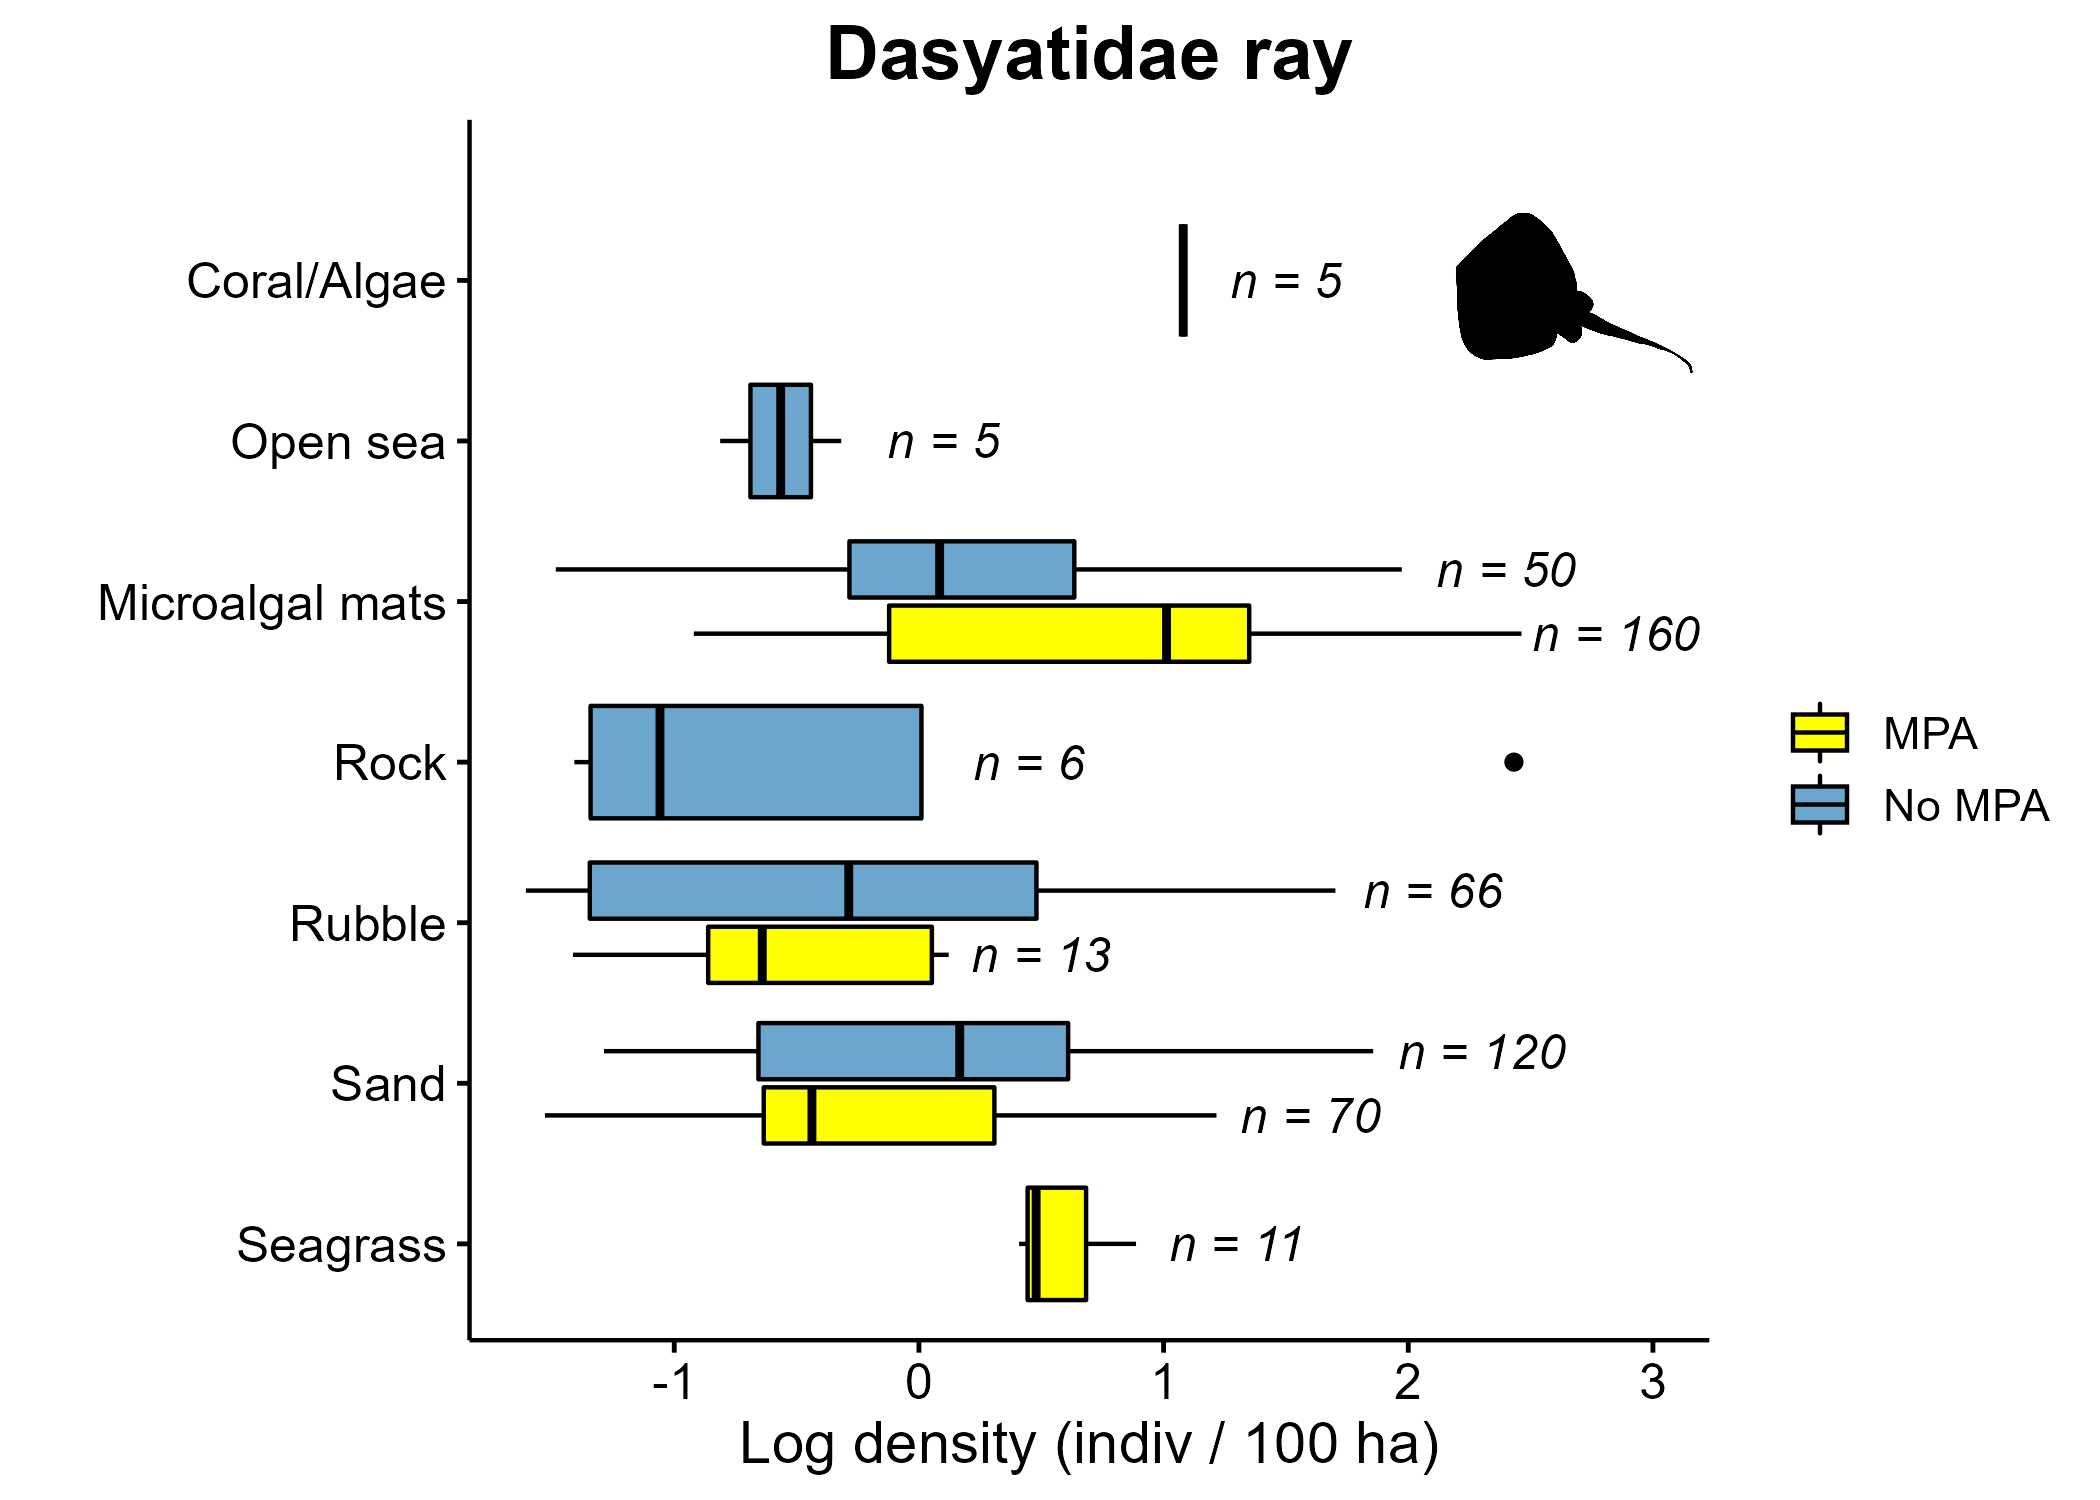 Dasyatidae ray
Coral/Algae
n = 5
Open sea
n = 5
Microalgal mats
n = 50
n = 160
Rock
n = 6
Rubble
n = 66
n = 13
Sand
n = 120
n = 70
Seagrass
n = 11
MPA
No MPA
-1 0 1 2 3
Log density (indiv / 100 ha)